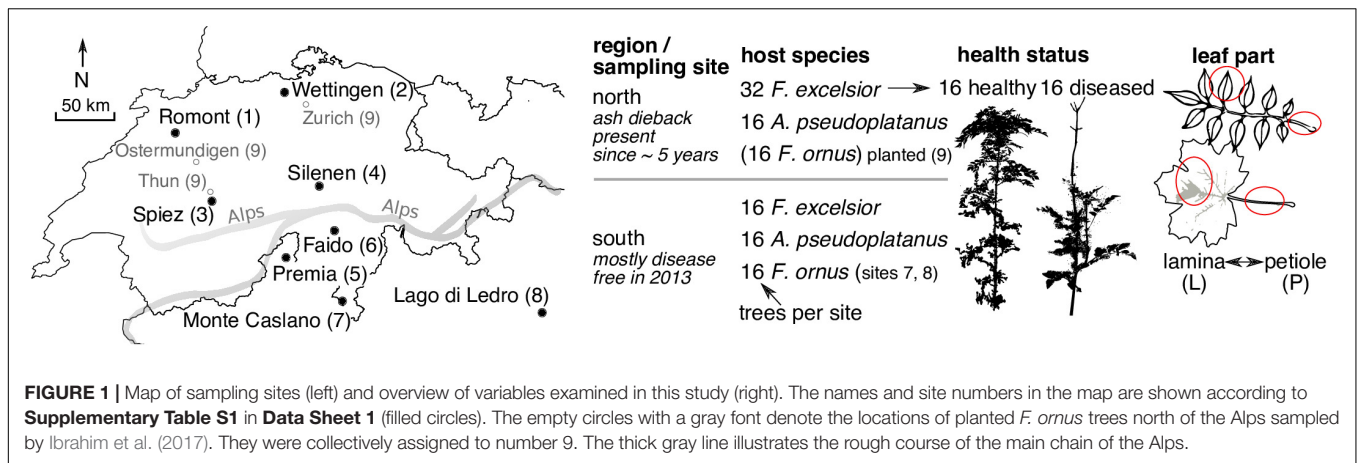 N
50 km
Wettingen (2)
Zurich (9)
Romont (1)
Ostermundigen (9)
Thun (9)
Silenen (4)
Spiez (3)
Alps
Alps
Faido (6)
Premia (5)
Lago di Ledro (8)
Monte Caslano (7)
region /
sampling site
host species
health status
leaf part
north
ash dieback
present
since ~ 5 years
32 F. excelsior
16 healthy 16 diseased
16 A. pseudoplatanus
(16 F. ornus) planted (9)
south
mostly disease
free in 2013
16 F. excelsior
16 A. pseudoplatanus
16 F. ornus (sites 7, 8)
trees per site
lamina
(L)
petiole
(P)
FIGURE 1 | Map of sampling sites (left) and overview of variables examined in this study (right). The names and site numbers in the map are shown according to
Supplementary Table S1 in Data Sheet 1 (filled circles). The empty circles with a gray font denote the locations of planted F. ornus trees north of the Alps sampled
by Ibrahim et al. (2017). They were collectively assigned to number 9. The thick gray line illustrates the rough course of the main chain of the Alps.